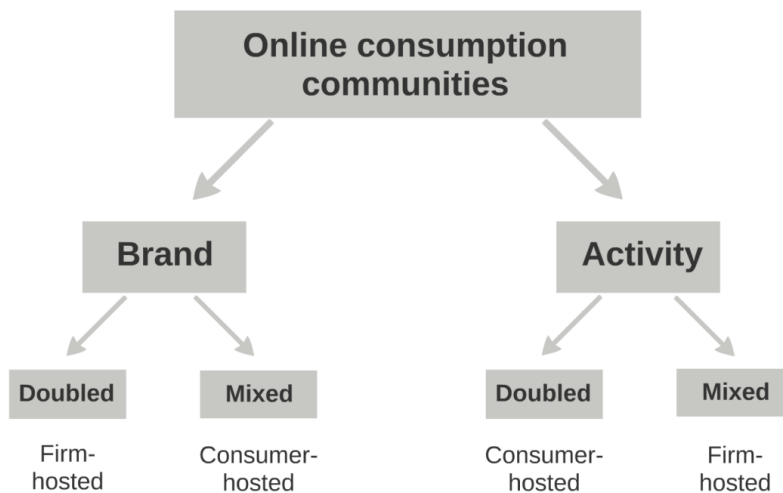 Online consumption
communities
Brand
Activity
Doubled
Mixed
Doubled
Mixed
Firm-
hosted
Consumer-
hosted
Consumer-
hosted
Firm-
hosted